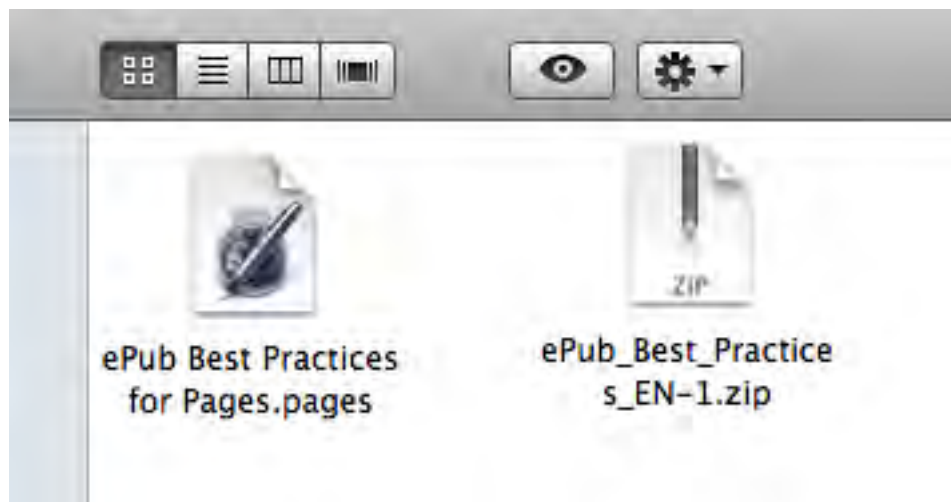 ZIP
ePub Best Practices
for Pages.pages
ePub_Best_Practice
s_EN-1.zip